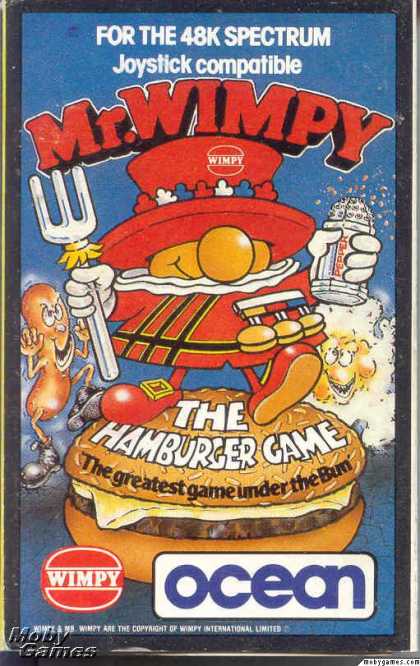 FOR THE 48K SPECTRUM
Joystick compatible
Mr. WIMPY
WIMPY
PEPPER
THE
HAMBURGER GAME
The greatest game under the Bun!
WIMPY
ocean
WIMPY & MR. WIMPY ARE THE COPYRIGHT OF WIMPY INTERNATIONAL LIMITED ©
Moby
Games
mobygames.com